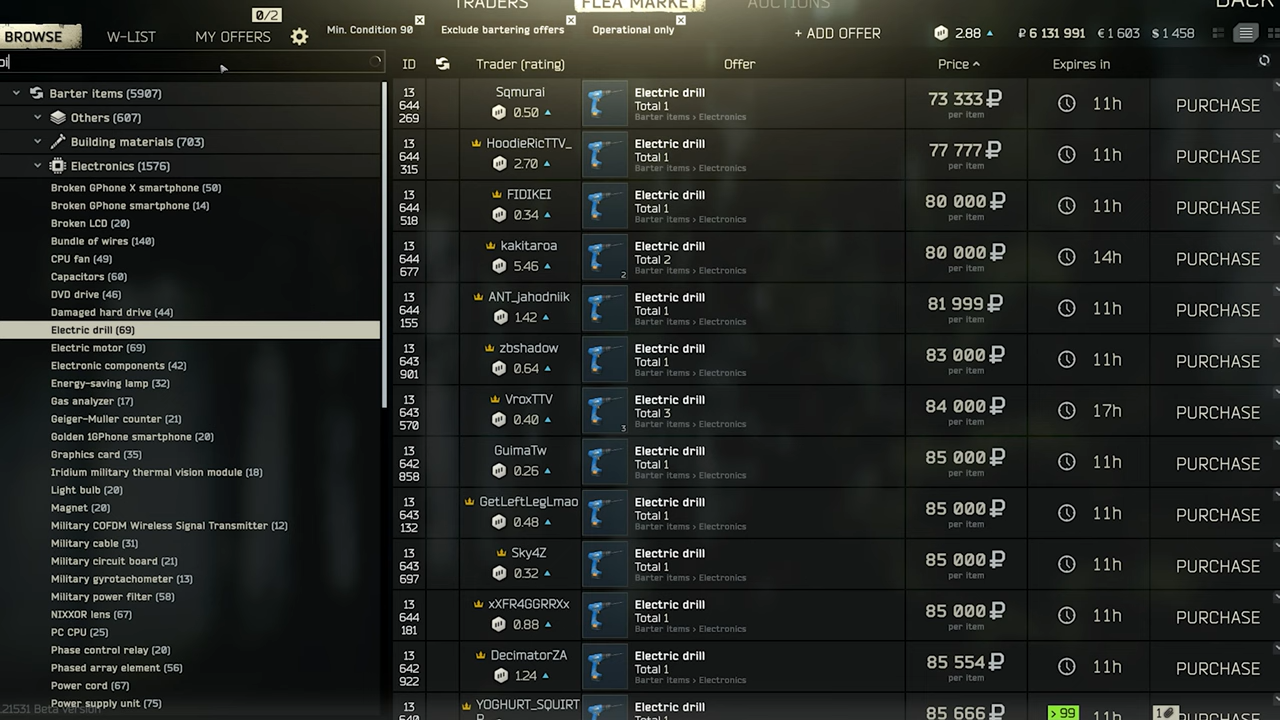 TRADERS FLEA MARKET AUCTIONS BACK
0/2
BROWSE W-LIST MY OFFERS
Min. Condition 90 Exclude bartering offers Operational only
+ ADD OFFER 2.88 ₽ 6 131 991 € 1 603 $ 1 458
ID Trader (rating) Offer Price Expires in
Barter items (5907)
Others (607)
Building materials (703)
Electronics (1576)
Broken GPhone X smartphone (50)
Broken GPhone smartphone (14)
Broken LCD (20)
Bundle of wires (140)
CPU fan (49)
Capacitors (60)
DVD drive (46)
Damaged hard drive (44)
Electric drill (69)
Electric motor (69)
Electronic components (42)
Energy-saving lamp (32)
Gas analyzer (17)
Geiger-Muller counter (21)
Golden 1GPhone smartphone (20)
Graphics card (35)
Iridium military thermal vision module (18)
Light bulb (20)
Magnet (20)
Military COFDM Wireless Signal Transmitter (12)
Military cable (31)
Military circuit board (21)
Military gyrotachometer (13)
Military power filter (58)
NIXXOR lens (67)
PC CPU (25)
Phase control relay (20)
Phased array element (56)
Power cord (67)
Power supply unit (75)
21531 Beta version
13 644 269 Sqmurai 0.50
Electric drill
Total 1
Barter items > Electronics
73 333 ₽ per item 11h PURCHASE
13 644 315 HoodieRicTTV_ 2.70
Electric drill
Total 1
Barter items > Electronics
77 777 ₽ per item 11h PURCHASE
13 644 518 FIDIKEI 0.34
Electric drill
Total 1
Barter items > Electronics
80 000 ₽ per item 11h PURCHASE
13 644 677 kakitaroa 5.46
Electric drill
Total 2
Barter items > Electronics
2
80 000 ₽ per item 14h PURCHASE
13 644 155 ANT_jahodniik 1.42
Electric drill
Total 1
Barter items > Electronics
81 999 ₽ per item 11h PURCHASE
13 643 901 zbshadow 0.64
Electric drill
Total 1
Barter items > Electronics
83 000 ₽ per item 11h PURCHASE
13 643 570 VroxTTV 0.40
Electric drill
Total 3
Barter items > Electronics
3
84 000 ₽ per item 17h PURCHASE
13 642 858 GuimaTw 0.26
Electric drill
Total 1
Barter items > Electronics
85 000 ₽ per item 11h PURCHASE
13 643 132 GetLeftLegLmao 0.48
Electric drill
Total 1
Barter items > Electronics
85 000 ₽ per item 11h PURCHASE
13 643 697 Sky4Z 0.32
Electric drill
Total 1
Barter items > Electronics
85 000 ₽ per item 11h PURCHASE
13 644 181 xXFR4GGRRXx 0.88
Electric drill
Total 1
Barter items > Electronics
85 000 ₽ per item 11h PURCHASE
13 642 922 DecimatorZA 1.24
Electric drill
Total 1
Barter items > Electronics
85 554 ₽ per item 11h PURCHASE
13 YOGHURT_SQUIRT
Electric drill
Total 1
85 666 ₽ >99 11h 1 PURCHASE